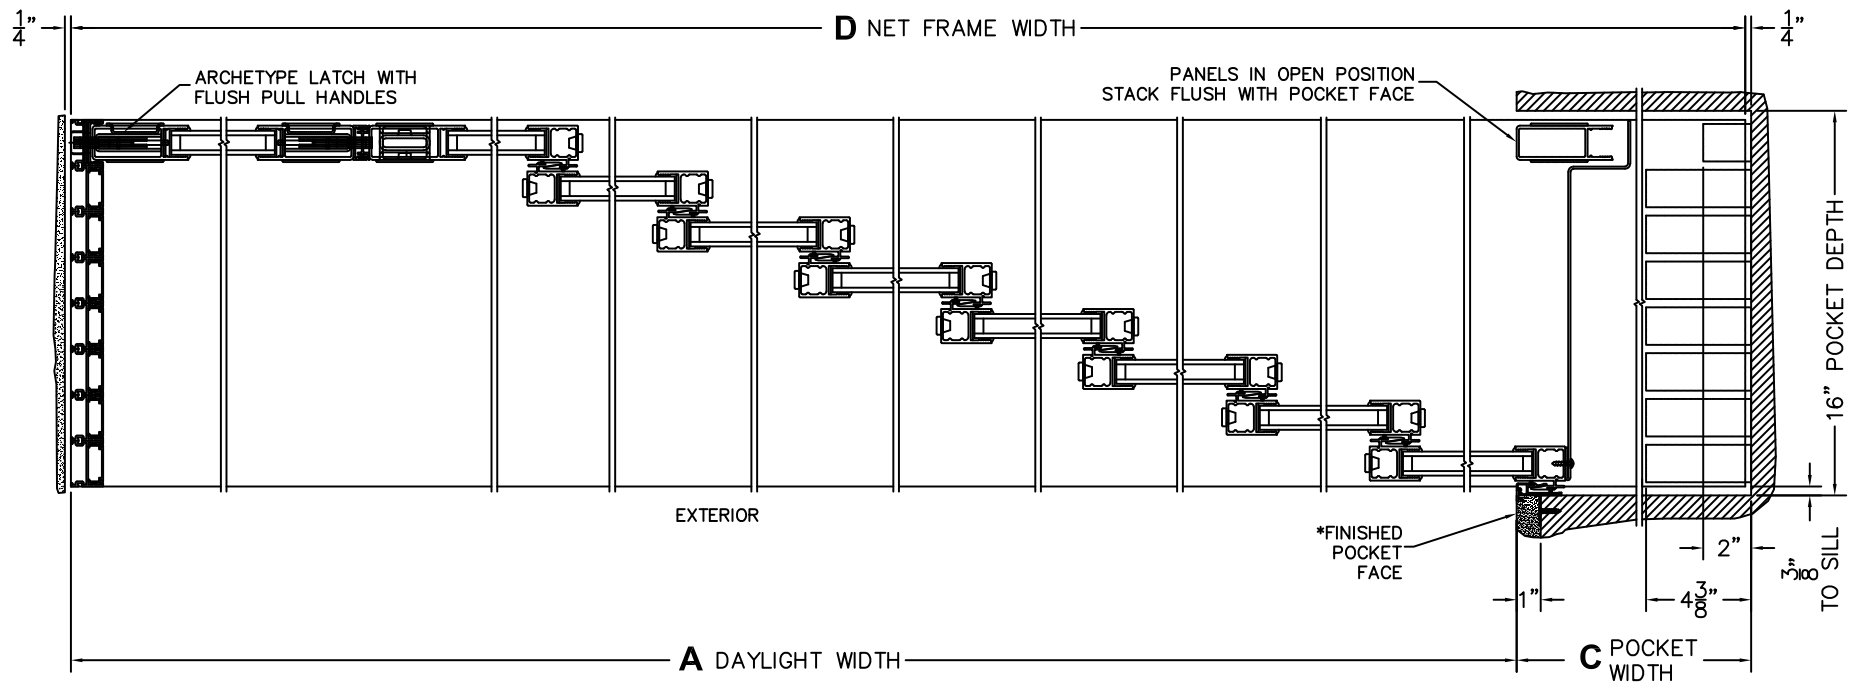 1/4"
D NET FRAME WIDTH
1/4"
ARCHETYPE LATCH WITH
FLUSH PULL HANDLES
PANELS IN OPEN POSITION
STACK FLUSH WITH POCKET FACE
16" POCKET DEPTH
EXTERIOR
*FINISHED
POCKET
FACE
2"
3/8"
TO SILL
1"
4 3/8"
A DAYLIGHT WIDTH
C POCKET
WIDTH